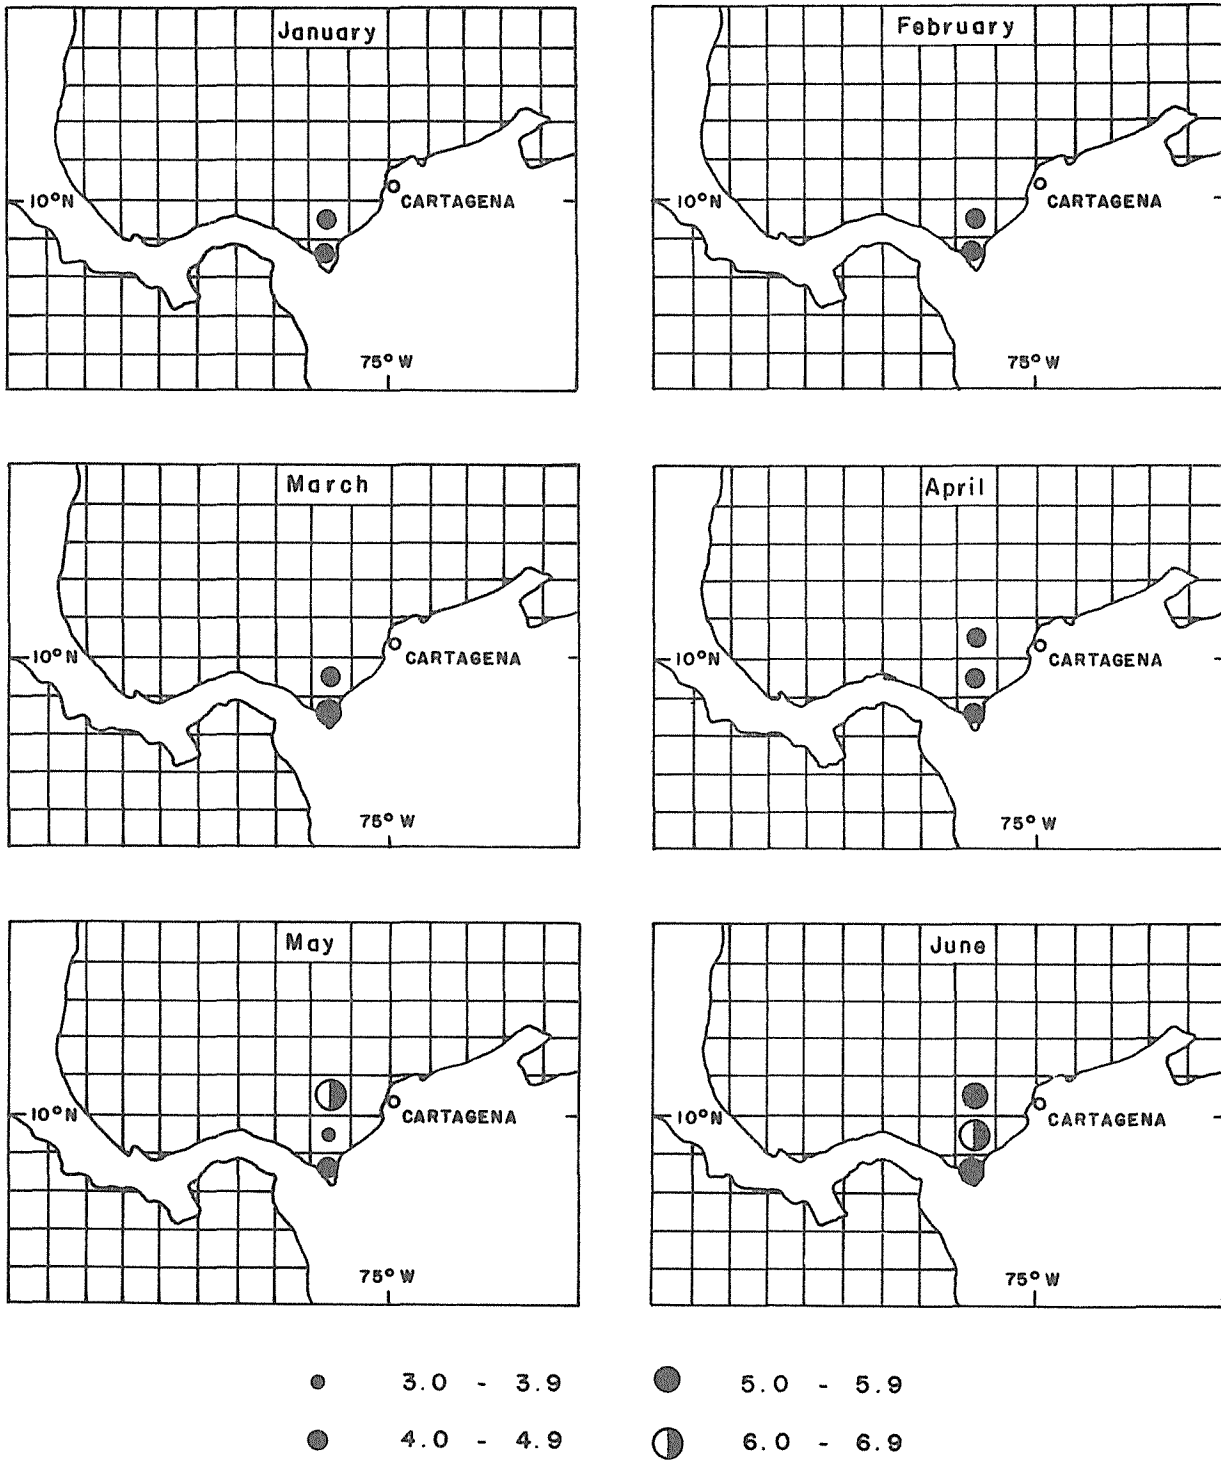 January
10°N
CARTAGENA
75° W
February
10°N
CARTAGENA
75° W
March
10°N
CARTAGENA
75° W
April
10°N
CARTAGENA
75° W
May
10°N
CARTAGENA
75° W
June
10°N
CARTAGENA
75° W
3.0 - 3.9
5.0 - 5.9
4.0 - 4.9
6.0 - 6.9